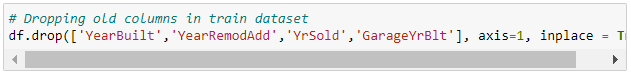 # Dropping old columns in train dataset
df.drop(['YearBuilt','YearRemodAdd','YrSold','GarageYrBlt'], axis=1, inplace = T